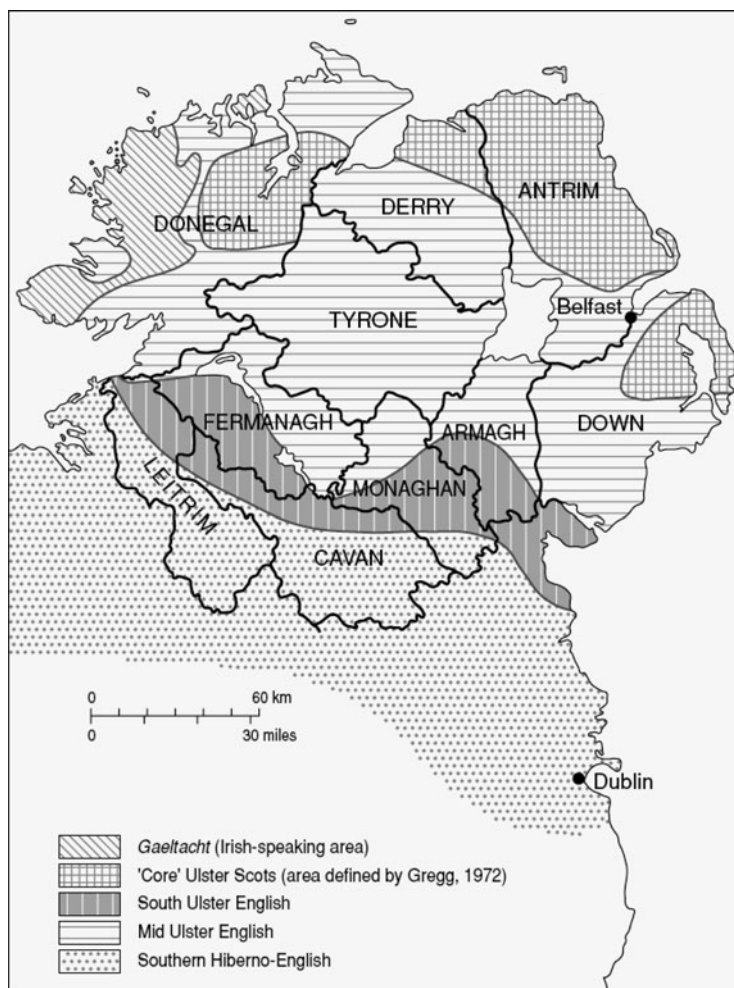 ANTRIM
DERRY
DONEGAL
Belfast
TYRONE
FERMANAGH
ARMAGH
DOWN
LEITRIM
MONAGHAN
CAVAN
0 60 km
0 30 miles
Dublin
Gaeltacht (Irish-speaking area)
'Core' Ulster Scots (area defined by Gregg, 1972)
South Ulster English
Mid Ulster English
Southern Hiberno-English